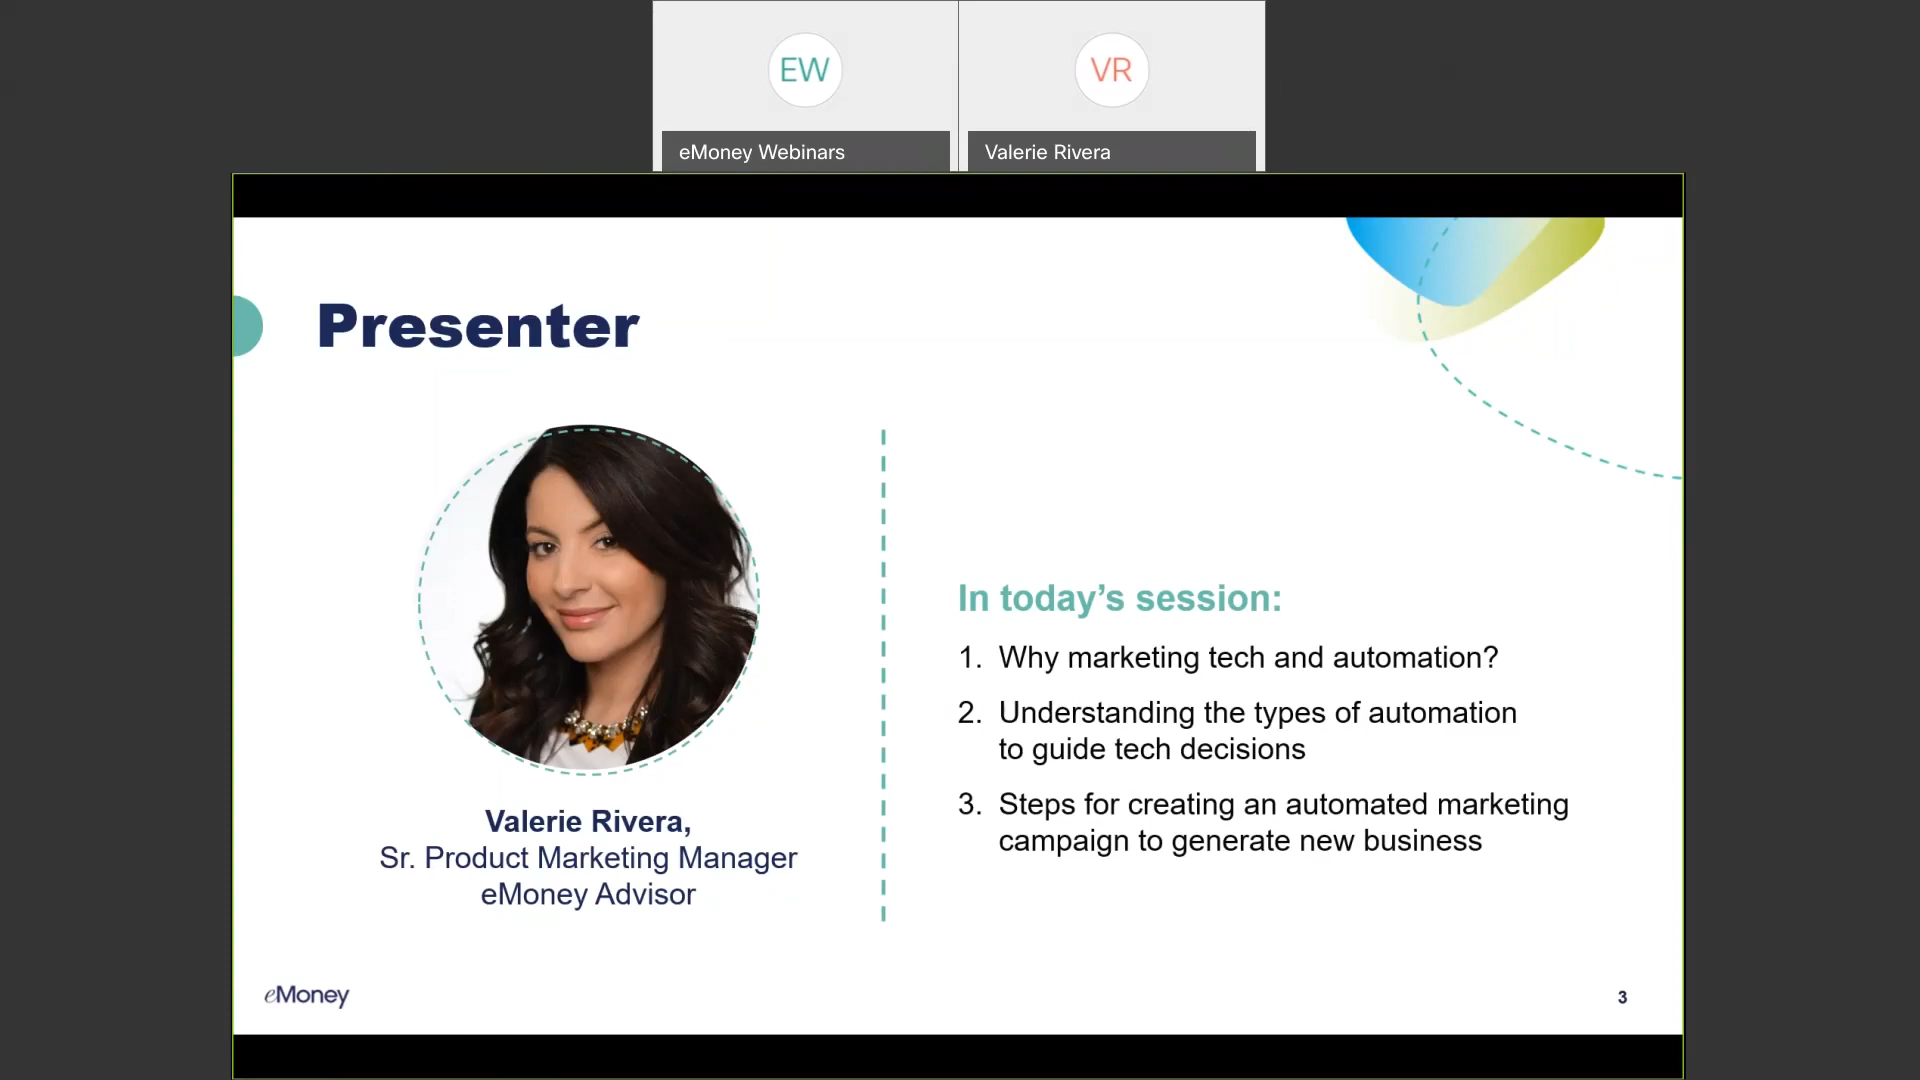 EW
VR
eMoney Webinars
Valerie Rivera
Presenter
Valerie Rivera,
Sr. Product Marketing Manager
eMoney Advisor
In today’s session:
1. Why marketing tech and automation?
2. Understanding the types of automation
to guide tech decisions
3. Steps for creating an automated marketing
campaign to generate new business
eMoney
3